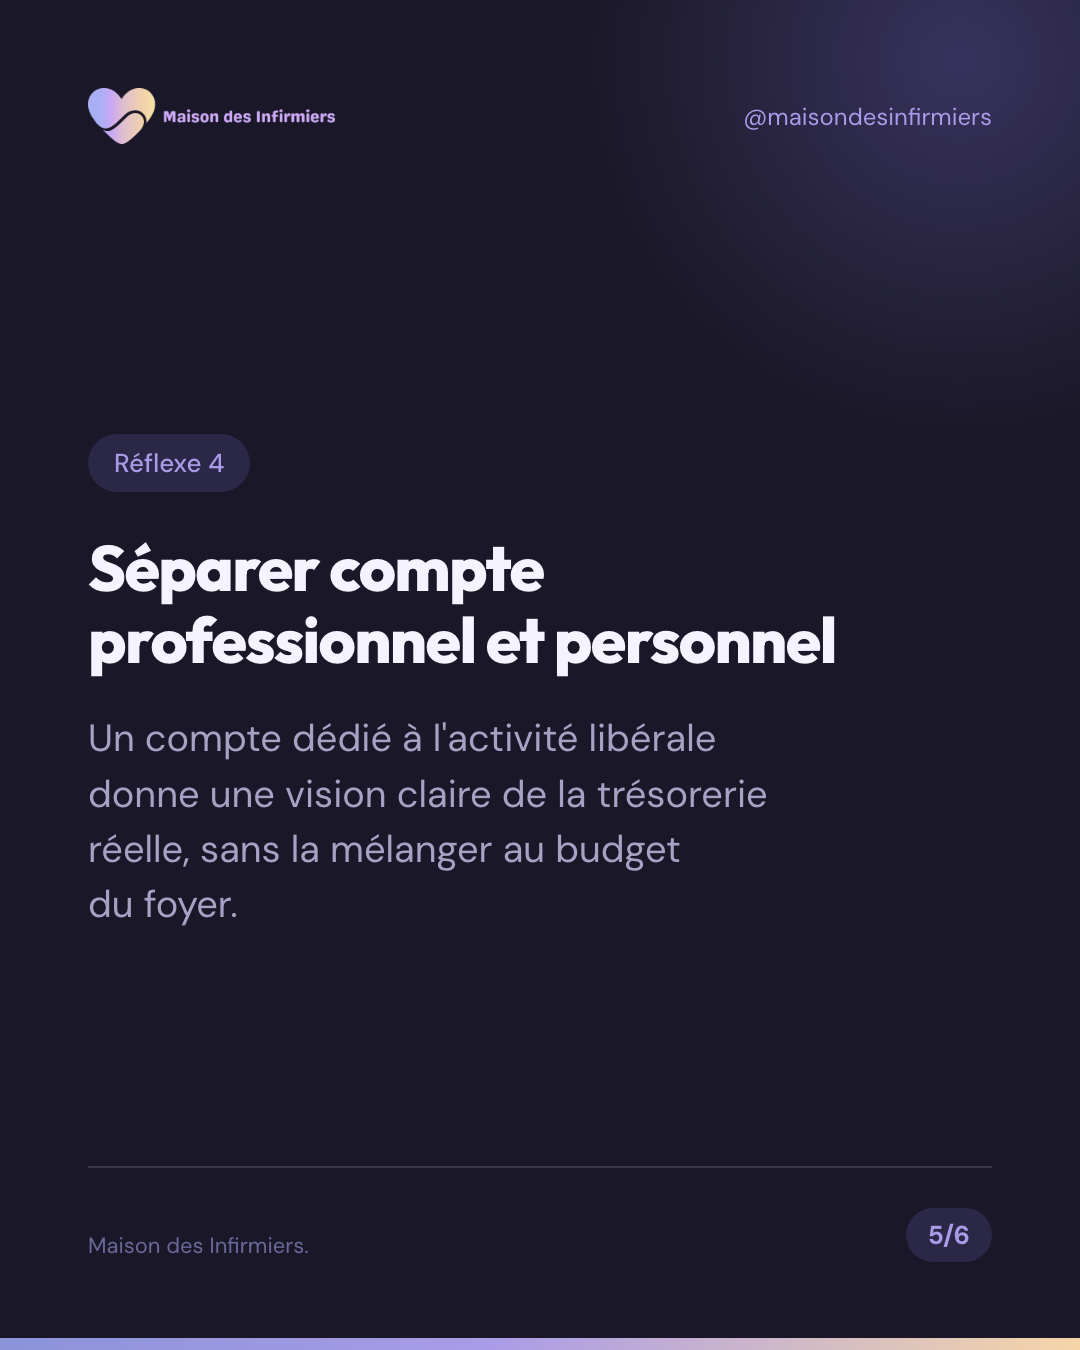 Maison des Infirmiers
@maisondesinfirmiers
Réflexe 4
Séparer compte
professionnel et personnel
Un compte dédié à l'activité libérale
donne une vision claire de la trésorerie
réelle, sans la mélanger au budget
du foyer.
Maison des Infirmiers.
5/6